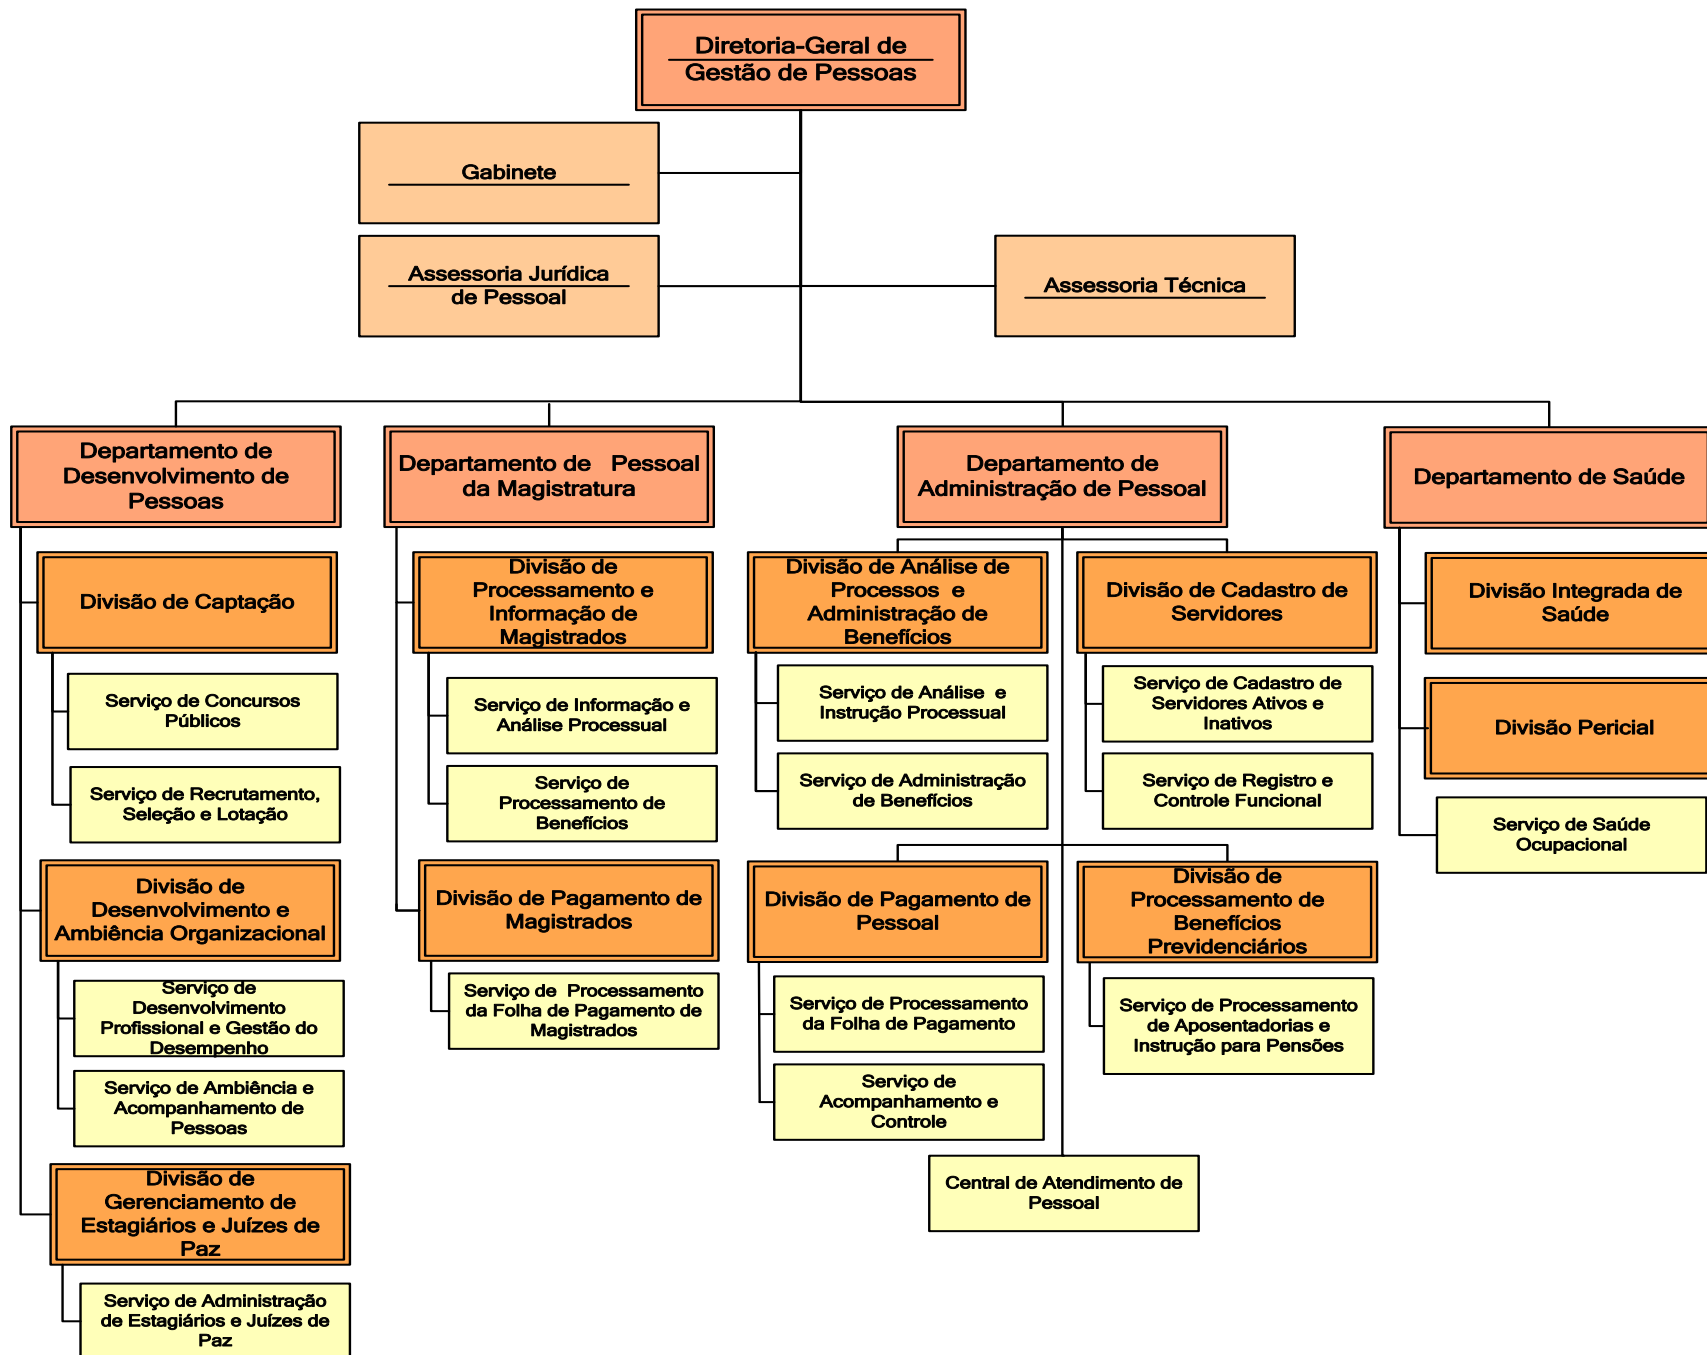 Diretoria-Geral de
Gestão de Pessoas
Gabinete
Assessoria Jurídica
de Pessoal
Assessoria Técnica
Departamento de
Desenvolvimento de
Pessoas
Departamento de Pessoal
da Magistratura
Departamento de
Administração de Pessoal
Departamento de Saúde
Divisão de Captação
Serviço de Concursos
Públicos
Serviço de Recrutamento,
Seleção e Lotação
Divisão de
Desenvolvimento e
Ambiência Organizacional
Serviço de
Desenvolvimento
Profissional e Gestão do
Desempenho
Serviço de Ambiência e
Acompanhamento de
Pessoas
Divisão de
Gerenciamento de
Estagiários e Juízes de
Paz
Serviço de Administração
de Estagiários e Juízes de
Paz
Divisão de
Processamento e
Informação de
Magistrados
Serviço de Informação e
Análise Processual
Serviço de
Processamento de
Benefícios
Divisão de Pagamento de
Magistrados
Serviço de Processamento
da Folha de Pagamento de
Magistrados
Divisão de Análise de
Processos e
Administração de
Benefícios
Serviço de Análise e
Instrução Processual
Serviço de Administração
de Benefícios
Divisão de Cadastro de
Servidores
Serviço de Cadastro de
Servidores Ativos e
Inativos
Serviço de Registro e
Controle Funcional
Divisão de Pagamento de
Pessoal
Serviço de Processamento
da Folha de Pagamento
Serviço de
Acompanhamento e
Controle
Divisão de
Processamento de
Benefícios
Previdenciários
Serviço de Processamento
de Aposentadorias e
Instrução para Pensões
Central de Atendimento de
Pessoal
Divisão Integrada de
Saúde
Divisão Pericial
Serviço de Saúde
Ocupacional